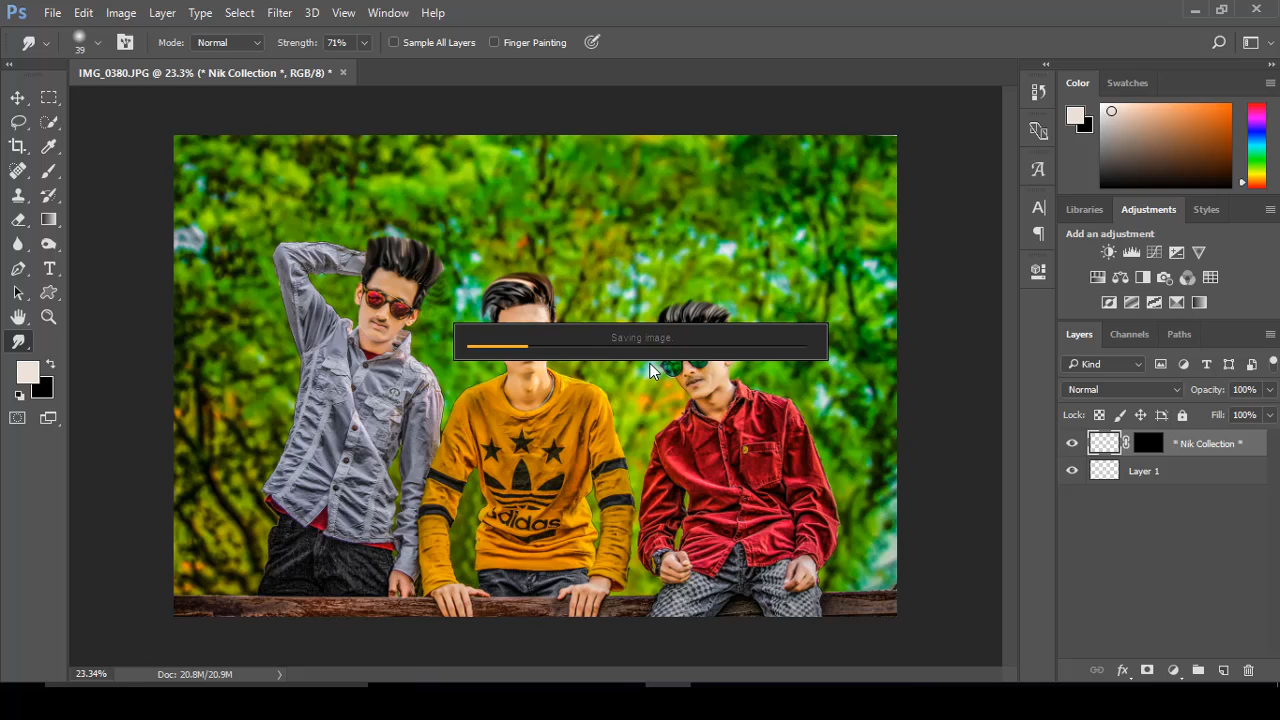 Ps File Edit Image Layer Type Select Filter 3D View Window Help
39 Mode: Normal Strength: 71% Sample All Layers Finger Painting
IMG_0380.JPG @ 23.3% (* Nik Collection *, RGB/8) *
Color Swatches
Libraries Adjustments Styles
Add an adjustment
Saving image.
Layers Channels Paths
Kind
Normal Opacity: 100%
Lock: Fill: 100%
* Nik Collection *
Layer 1
adidas
23.34% Doc: 20.8M/20.9M